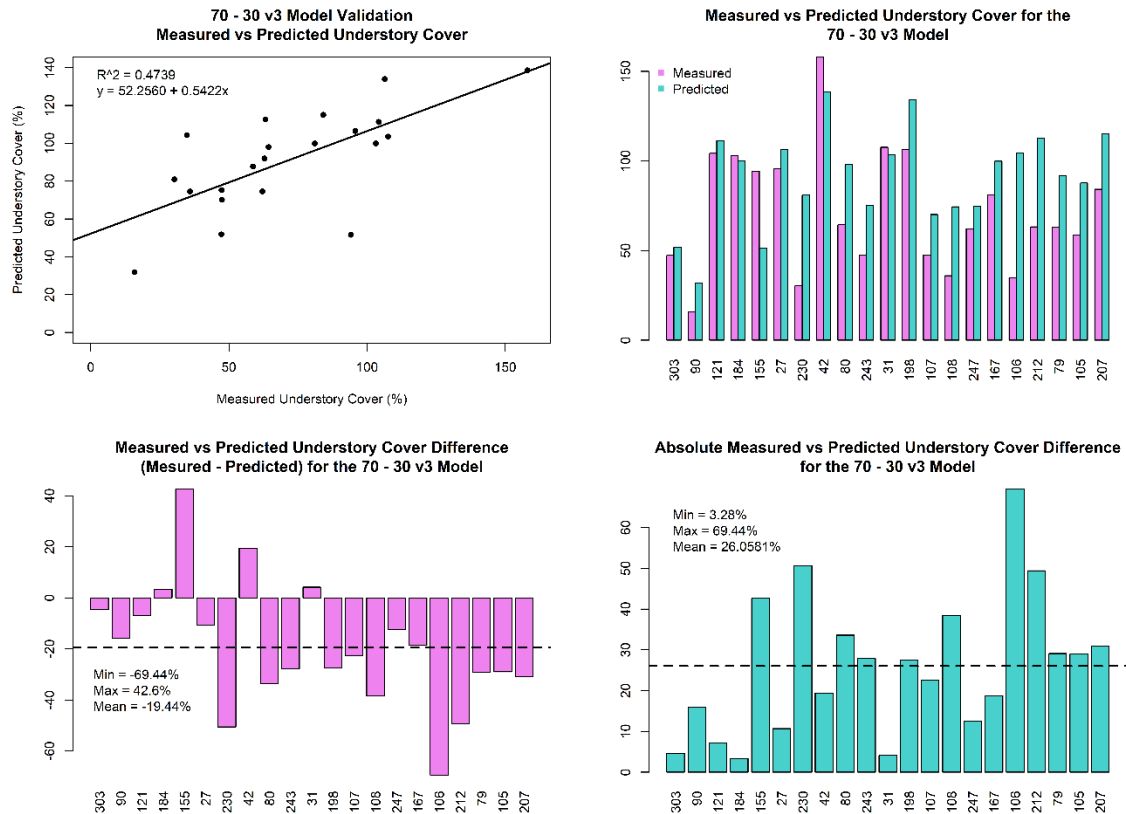 70 - 30 v3 Model Validation
Measured vs Predicted Understory Cover
R^2 = 0.4739
y = 52.2560 + 0.5422x
Predicted Understory Cover (%)
140
120
100
80
60
40
20
0
0 50 100 150
Measured Understory Cover (%)
Measured vs Predicted Understory Cover for the
70 - 30 v3 Model
Measured
Predicted
150
100
50
0
303 90 121 184 155 27 230 42 80 243 31 198 107 108 247 167 106 212 79 105 207
Measured vs Predicted Understory Cover Difference
(Mesured - Predicted) for the 70 - 30 v3 Model
40
20
0
-20
-40
-60
Min = -69.44%
Max = 42.6%
Mean = -19.44%
303 90 121 184 155 27 230 42 80 243 31 198 107 108 247 167 106 212 79 105 207
Absolute Measured vs Predicted Understory Cover Difference
for the 70 - 30 v3 Model
Min = 3.28%
Max = 69.44%
Mean = 26.0581%
60
50
40
30
20
10
0
303 90 121 184 155 27 230 42 80 243 31 198 107 108 247 167 106 212 79 105 207